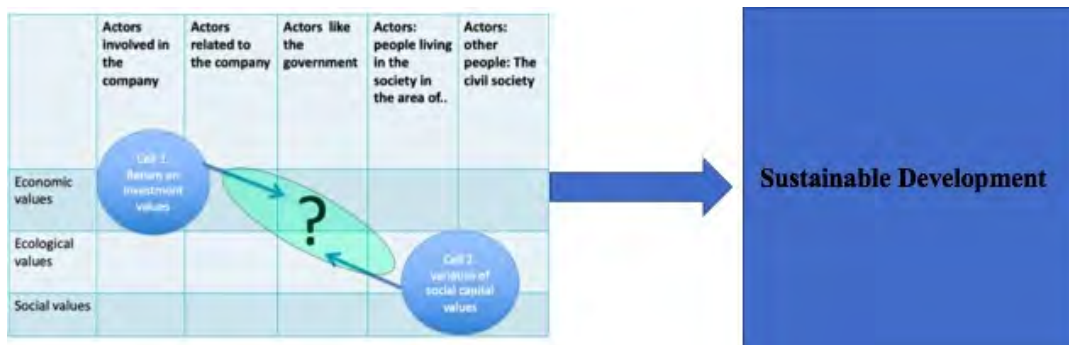 Actors
involved in
the
company
Actors
related to
the company
Actors like
the
government
Actors:
people living
in the
society in
the area of..
Actors:
other
people: The
civil society
Cell 1.
Return on
investment
values
Economic
values
?
Ecological
values
Cell 2.
variation of
social capital
values
Social values
Sustainable Development